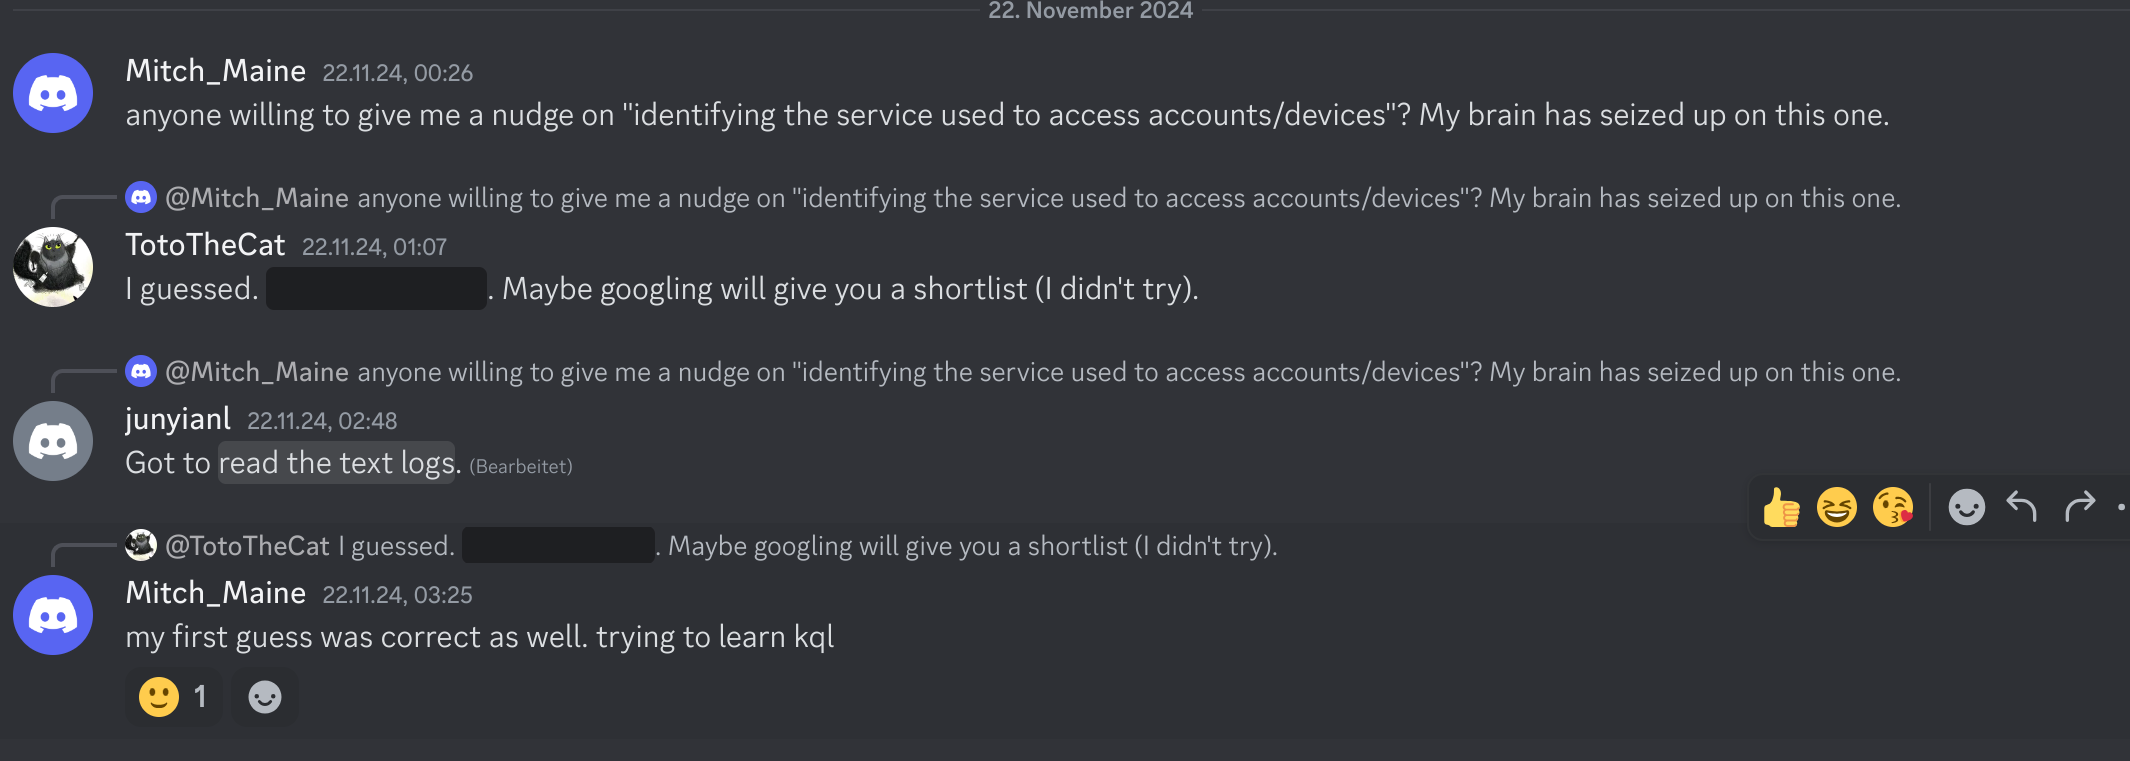 22. November 2024
Mitch_Maine 22.11.24, 00:26
anyone willing to give me a nudge on "identifying the service used to access accounts/devices"? My brain has seized up on this one.
@Mitch_Maine anyone willing to give me a nudge on "identifying the service used to access accounts/devices"? My brain has seized up on this one.
TotoTheCat 22.11.24, 01:07
I guessed. . Maybe googling will give you a shortlist (I didn't try).
@Mitch_Maine anyone willing to give me a nudge on "identifying the service used to access accounts/devices"? My brain has seized up on this one.
junyianl 22.11.24, 02:48
Got to read the text logs. (Bearbeitet)
@TotoTheCat I guessed. . Maybe googling will give you a shortlist (I didn't try).
Mitch_Maine 22.11.24, 03:25
my first guess was correct as well. trying to learn kql
1